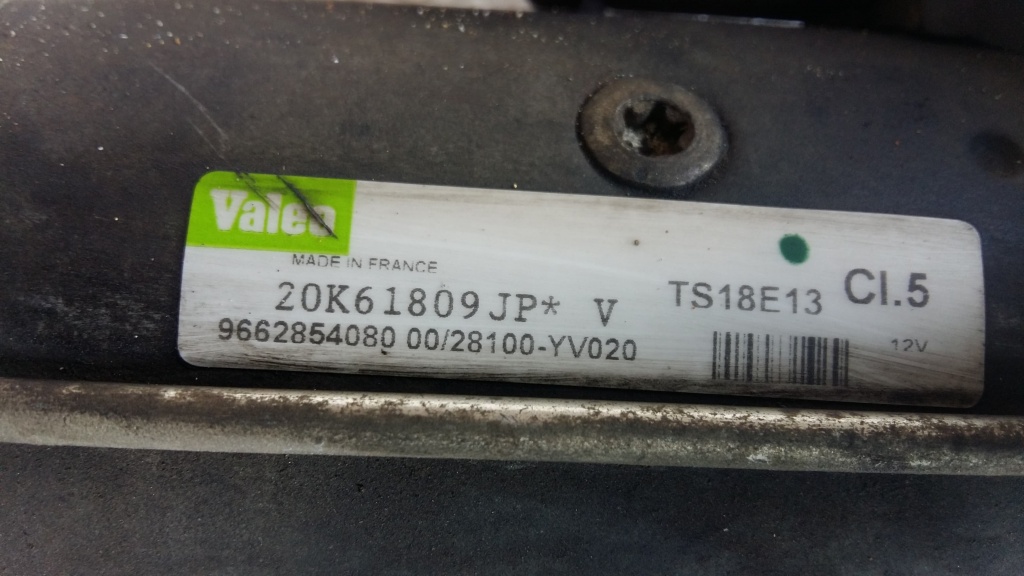 Valeo
MADE IN FRANCE
20K61809JP* V
TS18E13 Cl.5
9662854080 00/28100-YV020
12V